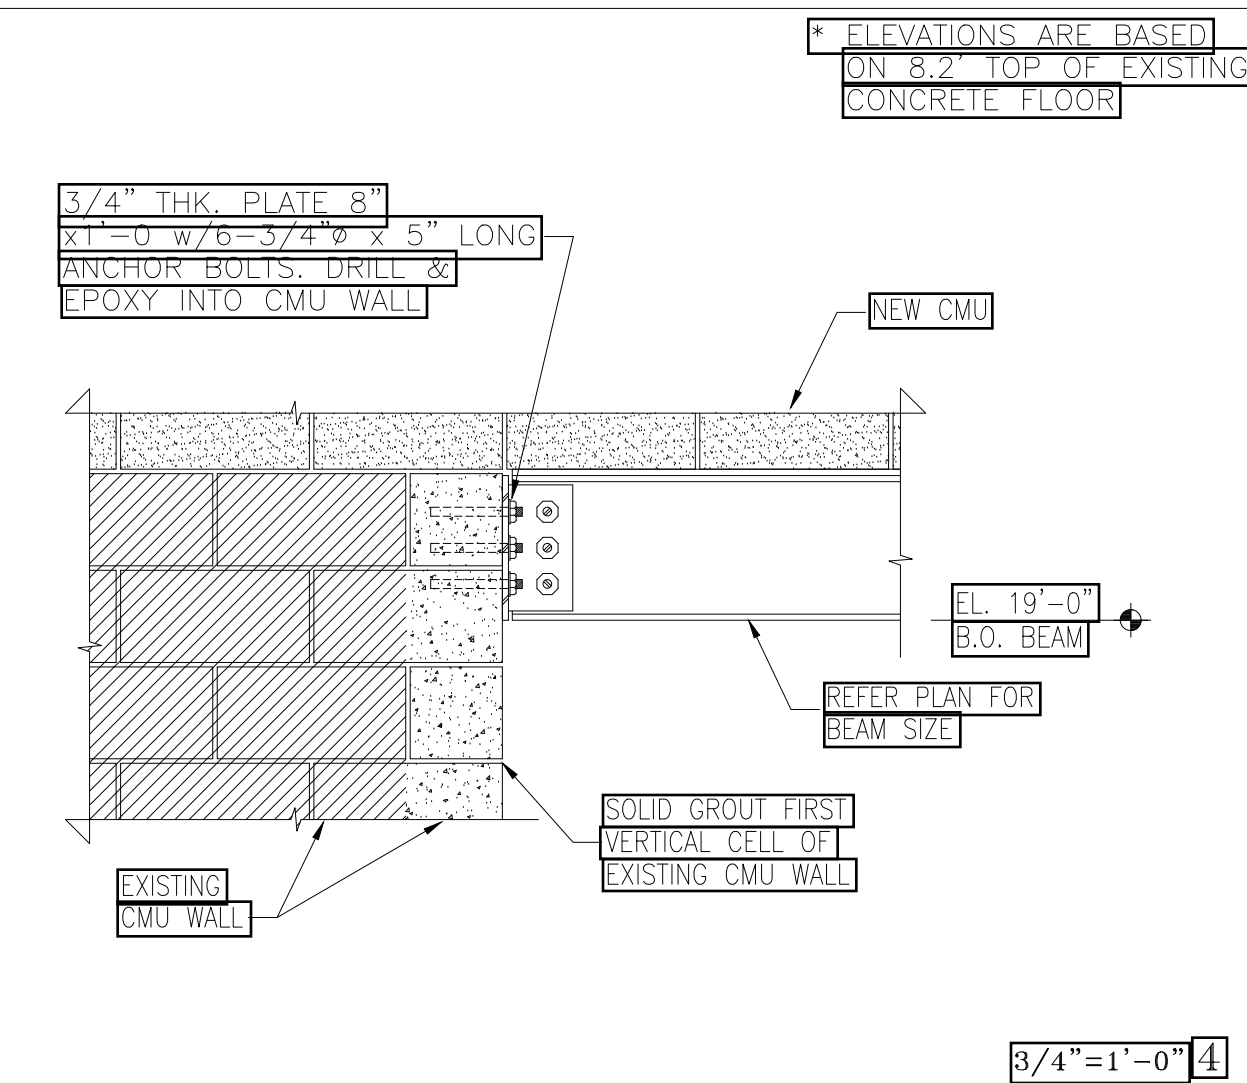 * ELEVATIONS ARE BASED
ON 8.2' TOP OF EXISTING
CONCRETE FLOOR
3/4" THK. PLATE 8"
x1'-0 w/6-3/4"ø x 5" LONG
ANCHOR BOLTS. DRILL &
EPOXY INTO CMU WALL
NEW CMU
EL. 19'-0"
B.O. BEAM
REFER PLAN FOR
BEAM SIZE
SOLID GROUT FIRST
VERTICAL CELL OF
EXISTING CMU WALL
EXISTING
CMU WALL
3/4"=1'-0" 4